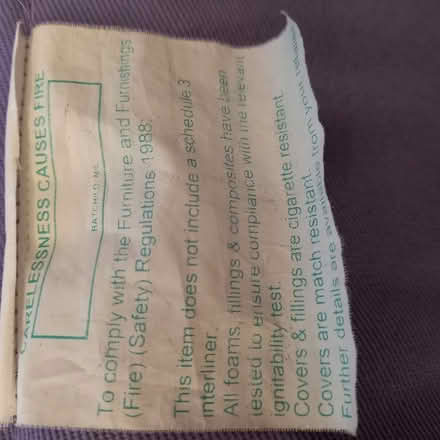 CARELESSNESS CAUSES FIRE
BATCH/ID No.
To comply with the Furniture and Furnishings
(Fire) (Safety) Regulations 1988:
This item does not include a schedule 3
interliner.
All foams, fillings & composites have been
tested to ensure compliance with the relevant
ignitability test.
Covers & fillings are cigarette resistant.
Covers are match resistant.
Further details are available from your